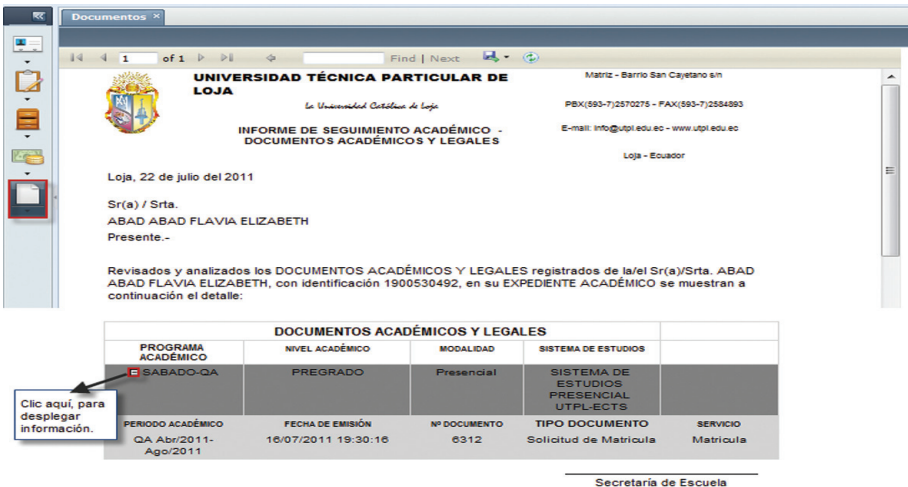 Documentos ×
1 of 1 Find | Next
UNIVERSIDAD TÉCNICA PARTICULAR DE
LOJA
La Universidad Católica de Loja
INFORME DE SEGUIMIENTO ACADÉMICO -
DOCUMENTOS ACADÉMICOS Y LEGALES
Matriz - Barrio San Cayetano s/n
PBX(593-7)2570275 - FAX(593-7)2584893
E-mail: info@utpl.edu.ec - www.utpl.edu.ec
Loja - Ecuador
Loja, 22 de julio del 2011
Sr(a) / Srta.
ABAD ABAD FLAVIA ELIZABETH
Presente.-
Revisados y analizados los DOCUMENTOS ACADÉMICOS Y LEGALES registrados de la/el Sr(a)/Srta. ABAD
ABAD FLAVIA ELIZABETH, con identificación 1900530492, en su EXPEDIENTE ACADÉMICO se muestran a
continuación el detalle:
DOCUMENTOS ACADÉMICOS Y LEGALES
PROGRAMA
ACADÉMICO
NIVEL ACADÉMICO
MODALIDAD
SISTEMA DE ESTUDIOS
SABADO-QA
PREGRADO
Presencial
SISTEMA DE
ESTUDIOS
PRESENCIAL
UTPL-ECTS
Clic aquí, para
desplegar
información.
PERIODO ACADÉMICO
FECHA DE EMISIÓN
Nº DOCUMENTO
TIPO DOCUMENTO
SERVICIO
QA Abr/2011-
Ago/2011
16/07/2011 19:30:16
6312
Solicitud de Matricula
Matricula
Secretaría de Escuela